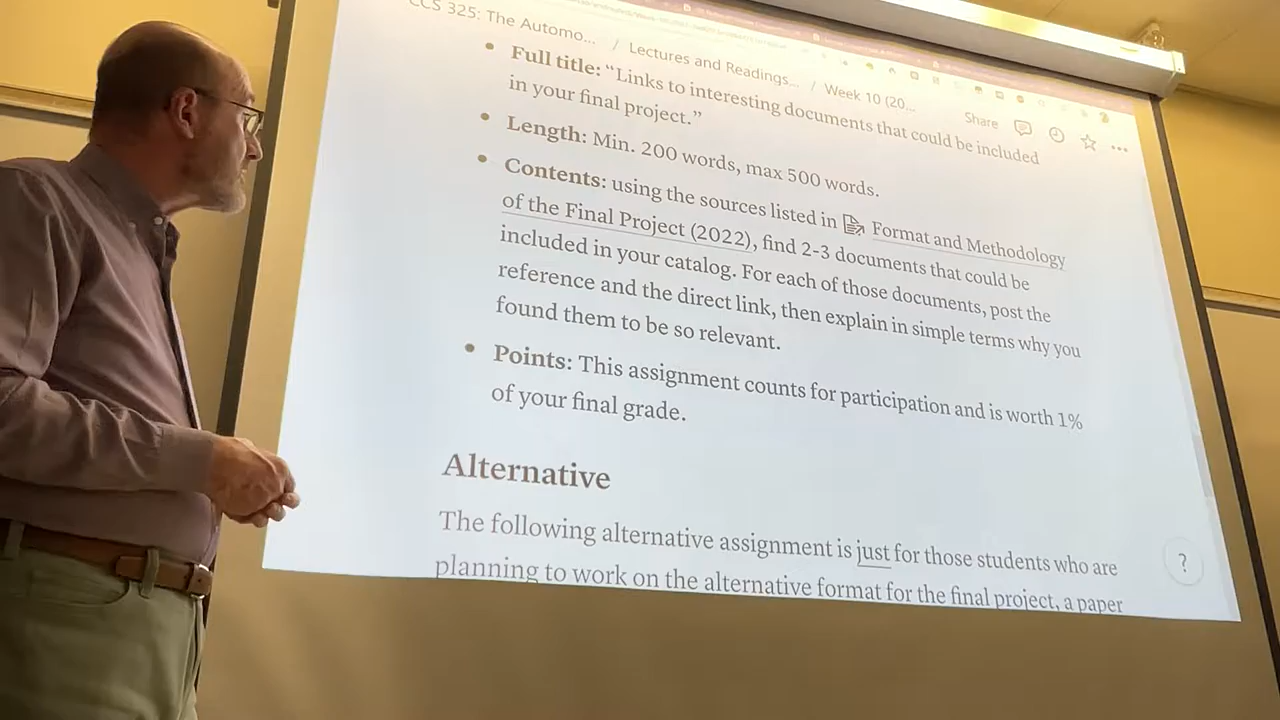 CCS 325: The Automo... / Lectures and Readings... / Week 10 (20...
Share
Full title: “Links to interesting documents that could be included
in your final project.”
Length: Min. 200 words, max 500 words.
Contents: using the sources listed in Format and Methodology
of the Final Project (2022), find 2-3 documents that could be
included in your catalog. For each of those documents, post the
reference and the direct link, then explain in simple terms why you
found them to be so relevant.
Points: This assignment counts for participation and is worth 1%
of your final grade.
Alternative
The following alternative assignment is just for those students who are
planning to work on the alternative format for the final project, a paper
?